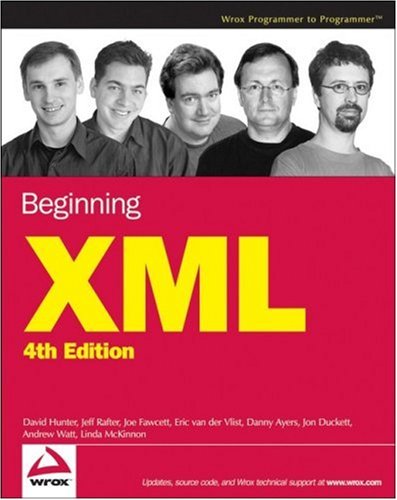 Wrox Programmer to Programmer™
Beginning
XML
4th Edition
David Hunter, Jeff Rafter, Joe Fawcett, Eric van der Vlist, Danny Ayers, Jon Duckett,
Andrew Watt, Linda McKinnon
wrox™
Updates, source code, and Wrox technical support at www.wrox.com